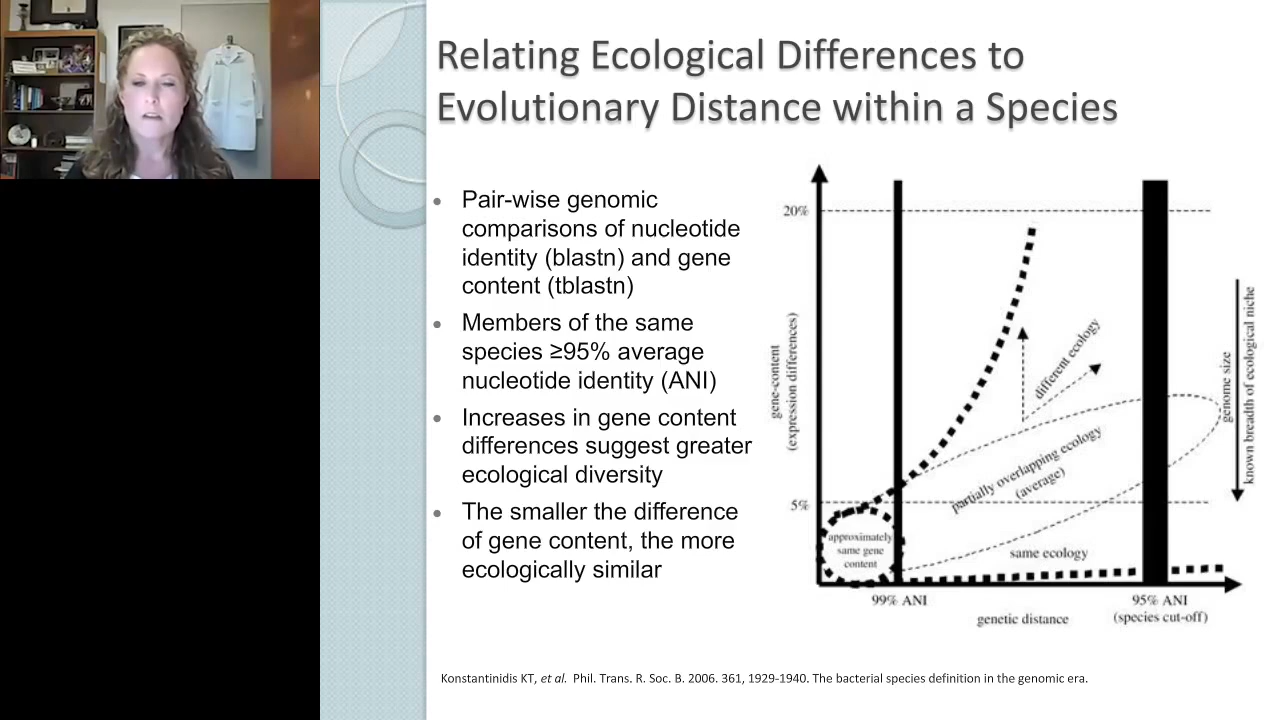 Relating Ecological Differences to
Evolutionary Distance within a Species
Pair-wise genomic
comparisons of nucleotide
identity (blastn) and gene
content (tblastn)
Members of the same
species ≥95% average
nucleotide identity (ANI)
Increases in gene content
differences suggest greater
ecological diversity
The smaller the difference
of gene content, the more
ecologically similar
20%
5%
gene-content
(expression differences)
different ecology
partially overlapping ecology
(average)
approximately
same gene
content
same ecology
genome size
known breadth of ecological niche
99% ANI
95% ANI
genetic distance
(species cut-off)
Konstantinidis KT, et al. Phil. Trans. R. Soc. B. 2006. 361, 1929-1940. The bacterial species definition in the genomic era.